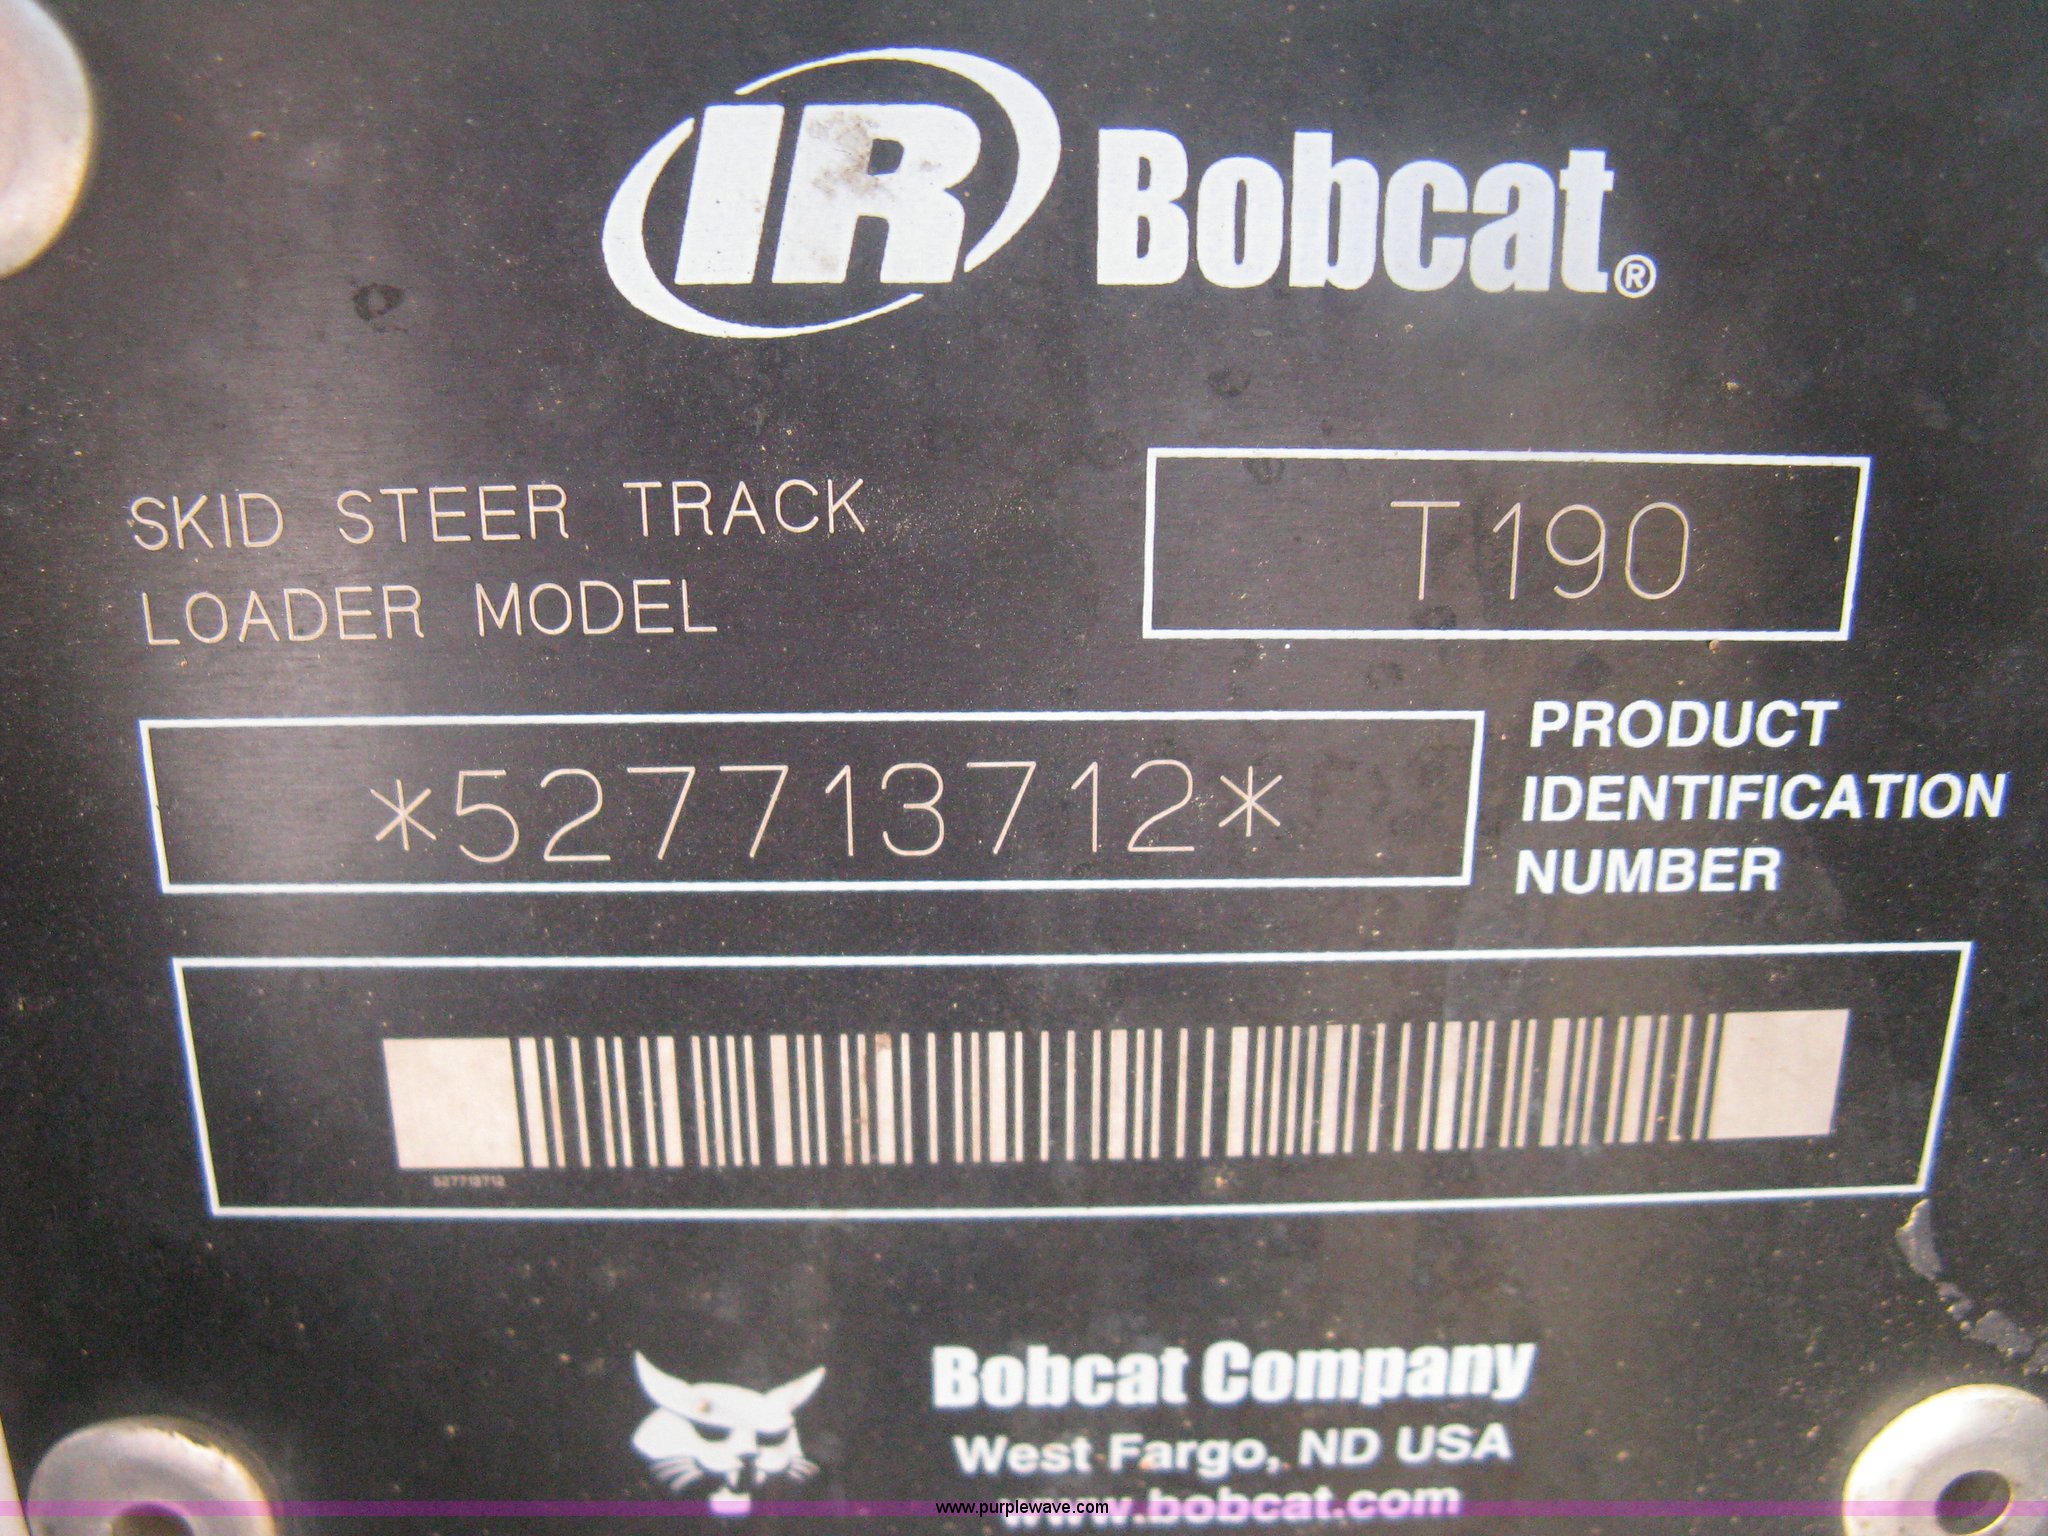 IR Bobcat®
SKID STEER TRACK
LOADER MODEL
T190
*527713712*
PRODUCT
IDENTIFICATION
NUMBER
527713712
Bobcat Company
West Fargo, ND USA
www.bobcat.com
www.purplewave.com